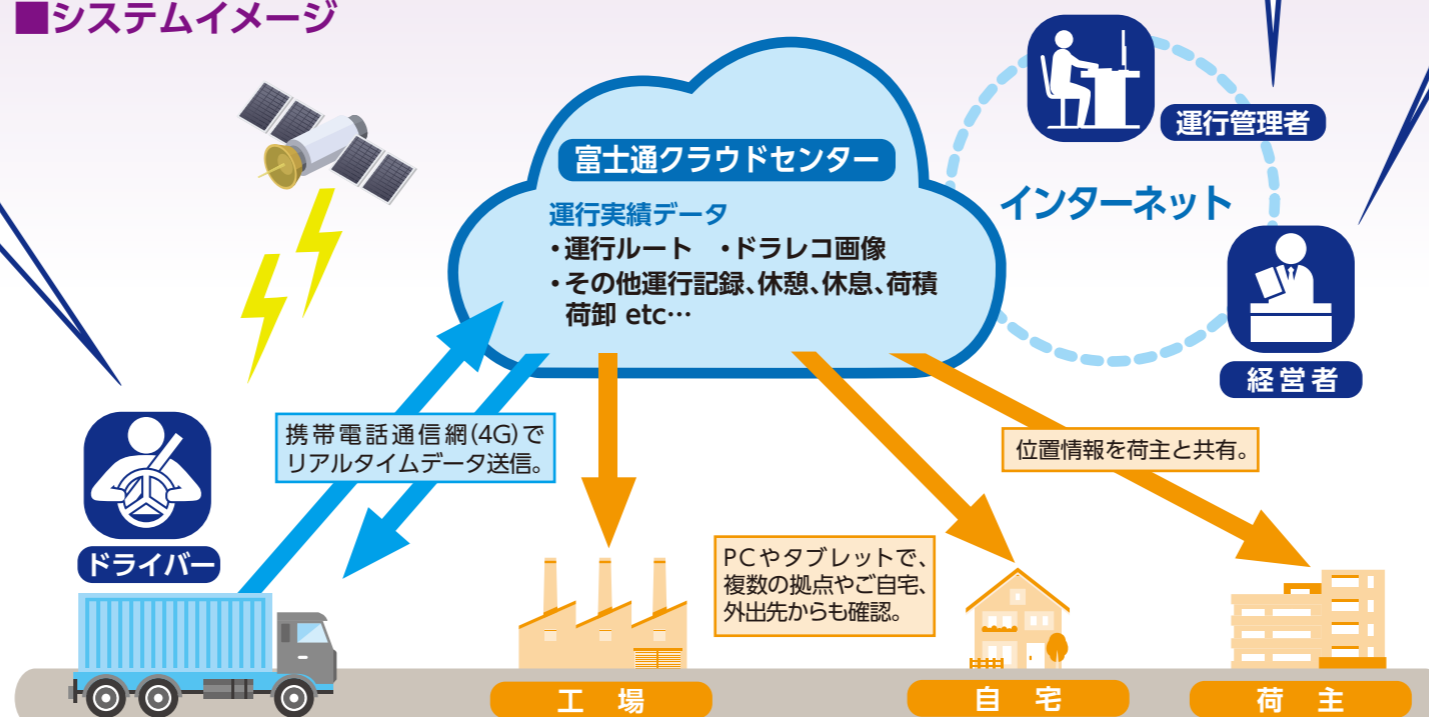 ■システムイメージ
富士通クラウドセンター
運行実績データ
・運行ルート ・ドラレコ画像
・その他運行記録、休憩、休息、荷積
荷卸 etc…
運行管理者
インターネット
経営者
携帯電話通信網(4G)で
リアルタイムデータ送信。
位置情報を荷主と共有。
ドライバー
PCやタブレットで、
複数の拠点やご自宅、
外出先からも確認。
工 場
自 宅
荷 主